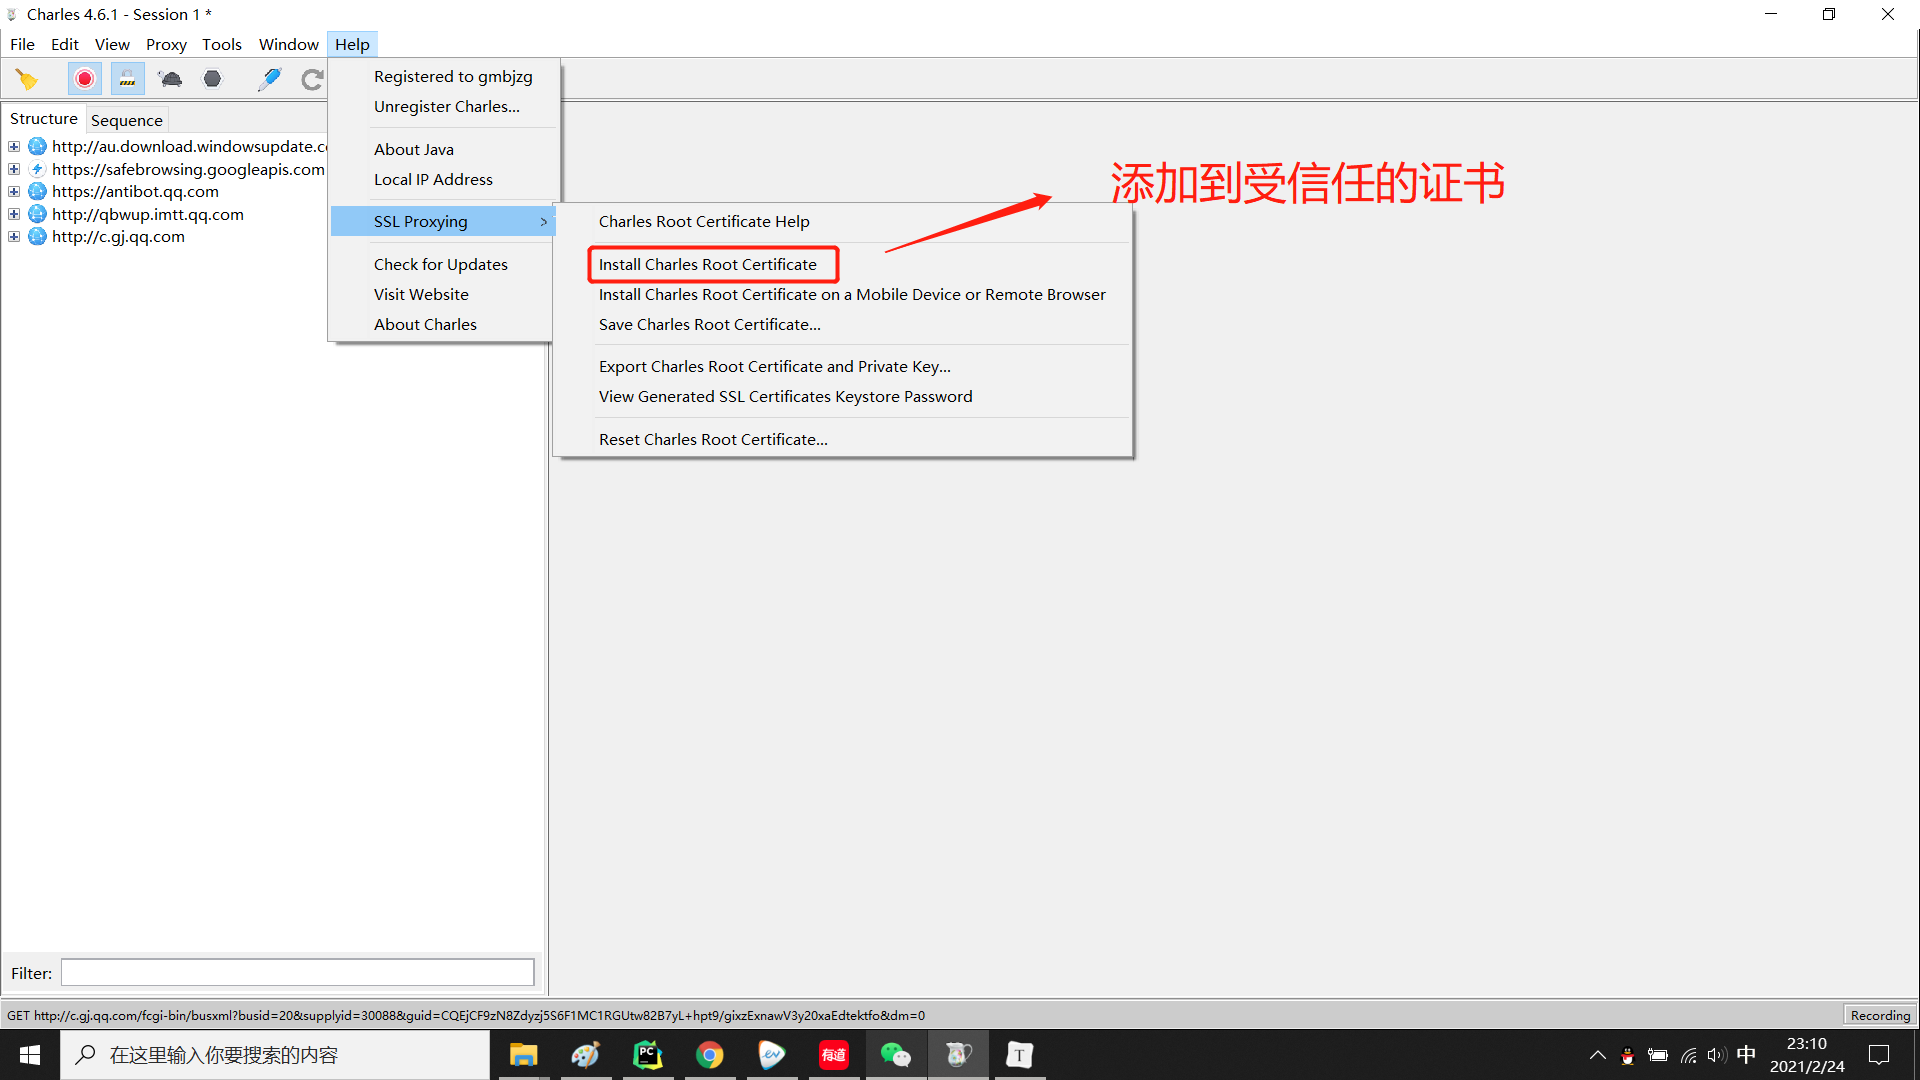 Charles 4.6.1 - Session 1 *
File Edit View Proxy Tools Window Help
Registered to gmbjzg
Unregister Charles...
About Java
Local IP Address
SSL Proxying >
Check for Updates
Visit Website
About Charles
Charles Root Certificate Help
Install Charles Root Certificate
Install Charles Root Certificate on a Mobile Device or Remote Browser
Save Charles Root Certificate...
Export Charles Root Certificate and Private Key...
View Generated SSL Certificates Keystore Password
Reset Charles Root Certificate...
添加到受信任的证书
Structure Sequence
http://au.download.windowsupdate.c
https://safebrowsing.googleapis.com
https://antibot.qq.com
http://qbwup.imtt.qq.com
http://c.gj.qq.com
Filter:
GET http://c.gj.qq.com/fcgi-bin/busxml?busid=20&supplyid=30088&guid=CQEjCF9zN8Zdyzj5S6F1MC1RGUtw82B7yL+hpt9/gixzExnawV3y20xaEdtektfo&dm=0
Recording
在这里输入你要搜索的内容
PC
ev
有道
T
中
23:10
2021/2/24